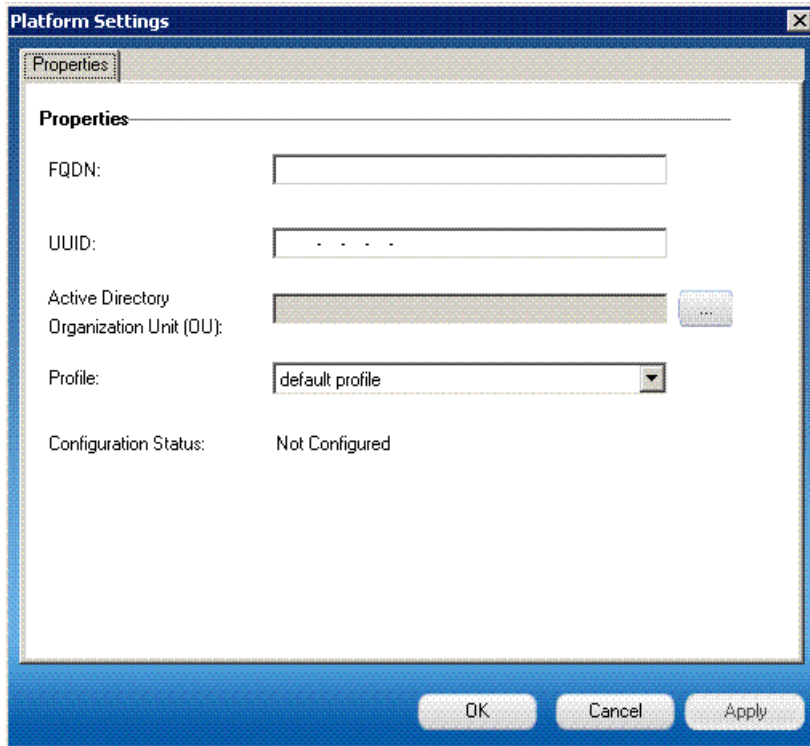 Platform Settings
Properties
Properties
FQDN:
UUID:
- - - -
Active Directory
Organization Unit (OU):
...
Profile:
default profile
Configuration Status:
Not Configured
OK
Cancel
Apply